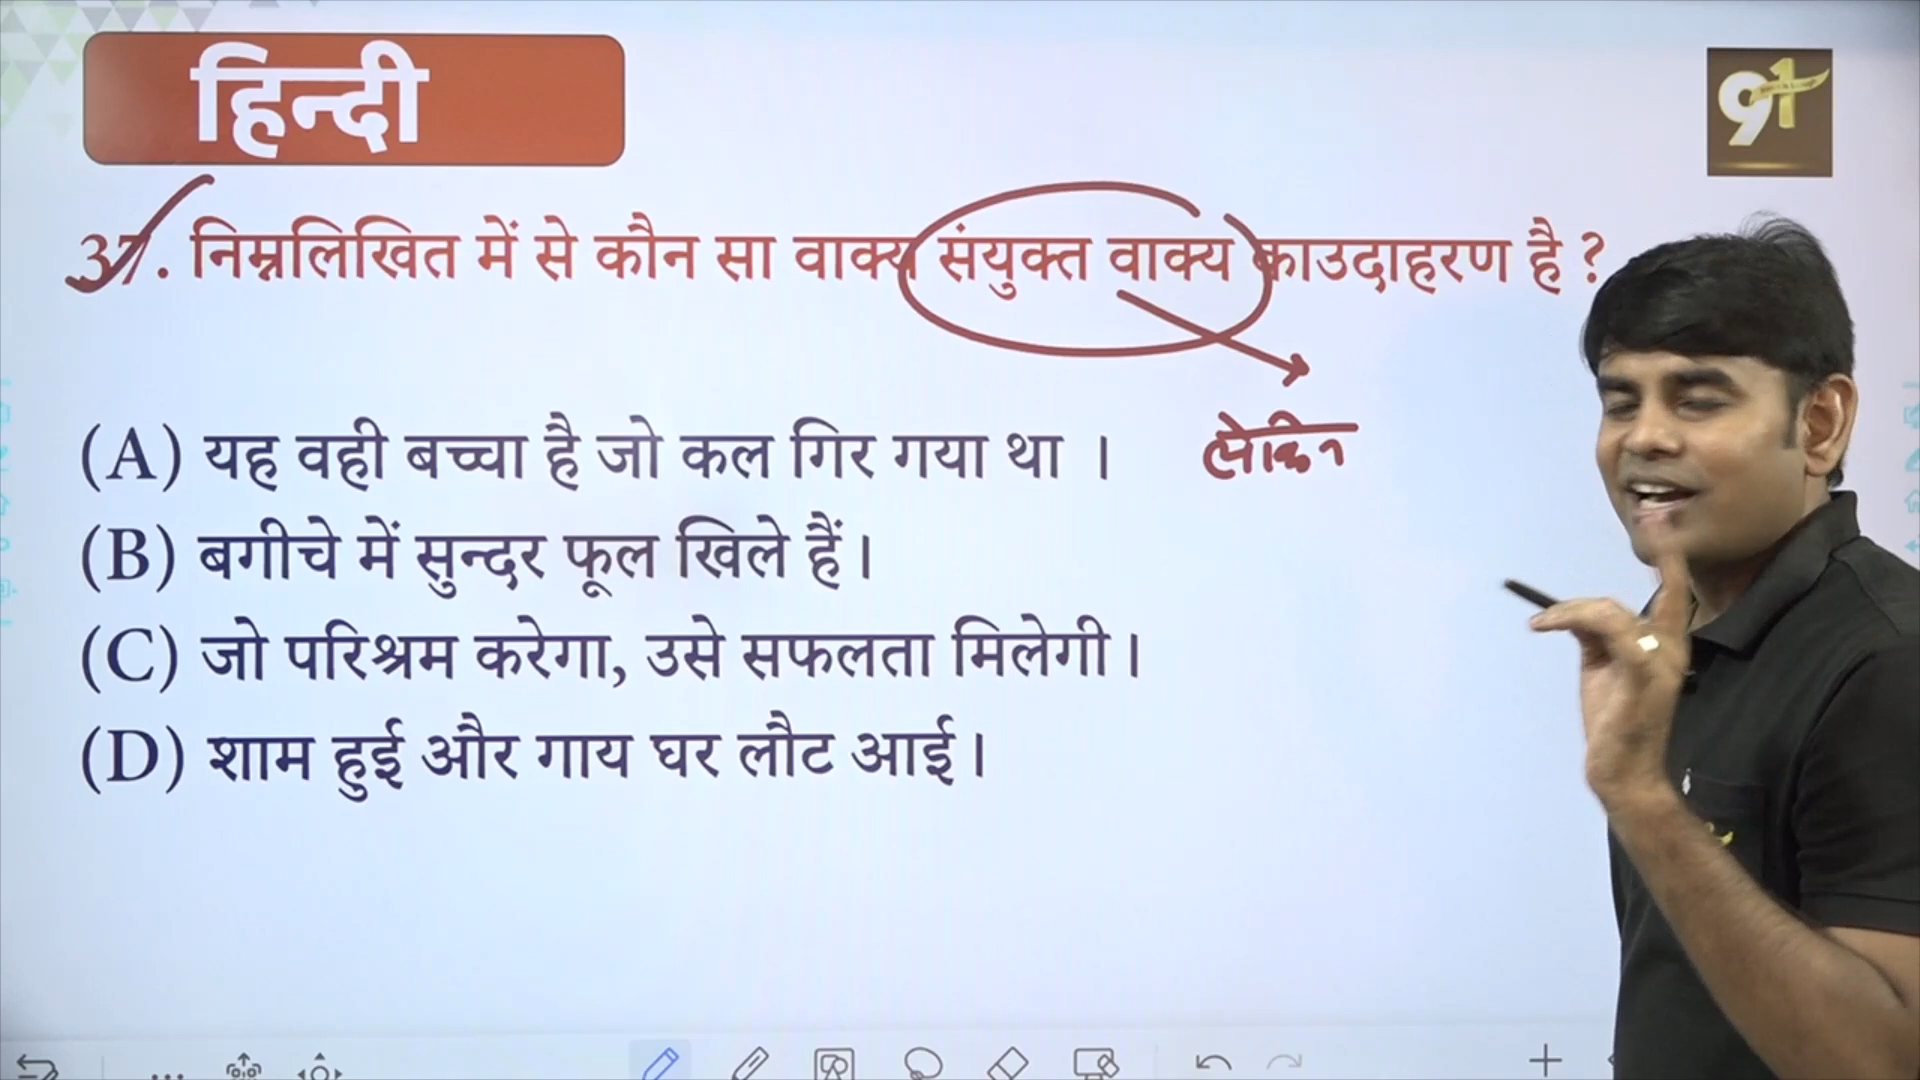 हिन्दी
91
37. निम्नलिखित में से कौन सा वाक्य संयुक्त वाक्य काउदाहरण है ?
(A) यह वही बच्चा है जो कल गिर गया था ।
लेकिन
(B) बगीचे में सुन्दर फूल खिले हैं।
(C) जो परिश्रम करेगा, उसे सफलता मिलेगी।
(D) शाम हुई और गाय घर लौट आई।